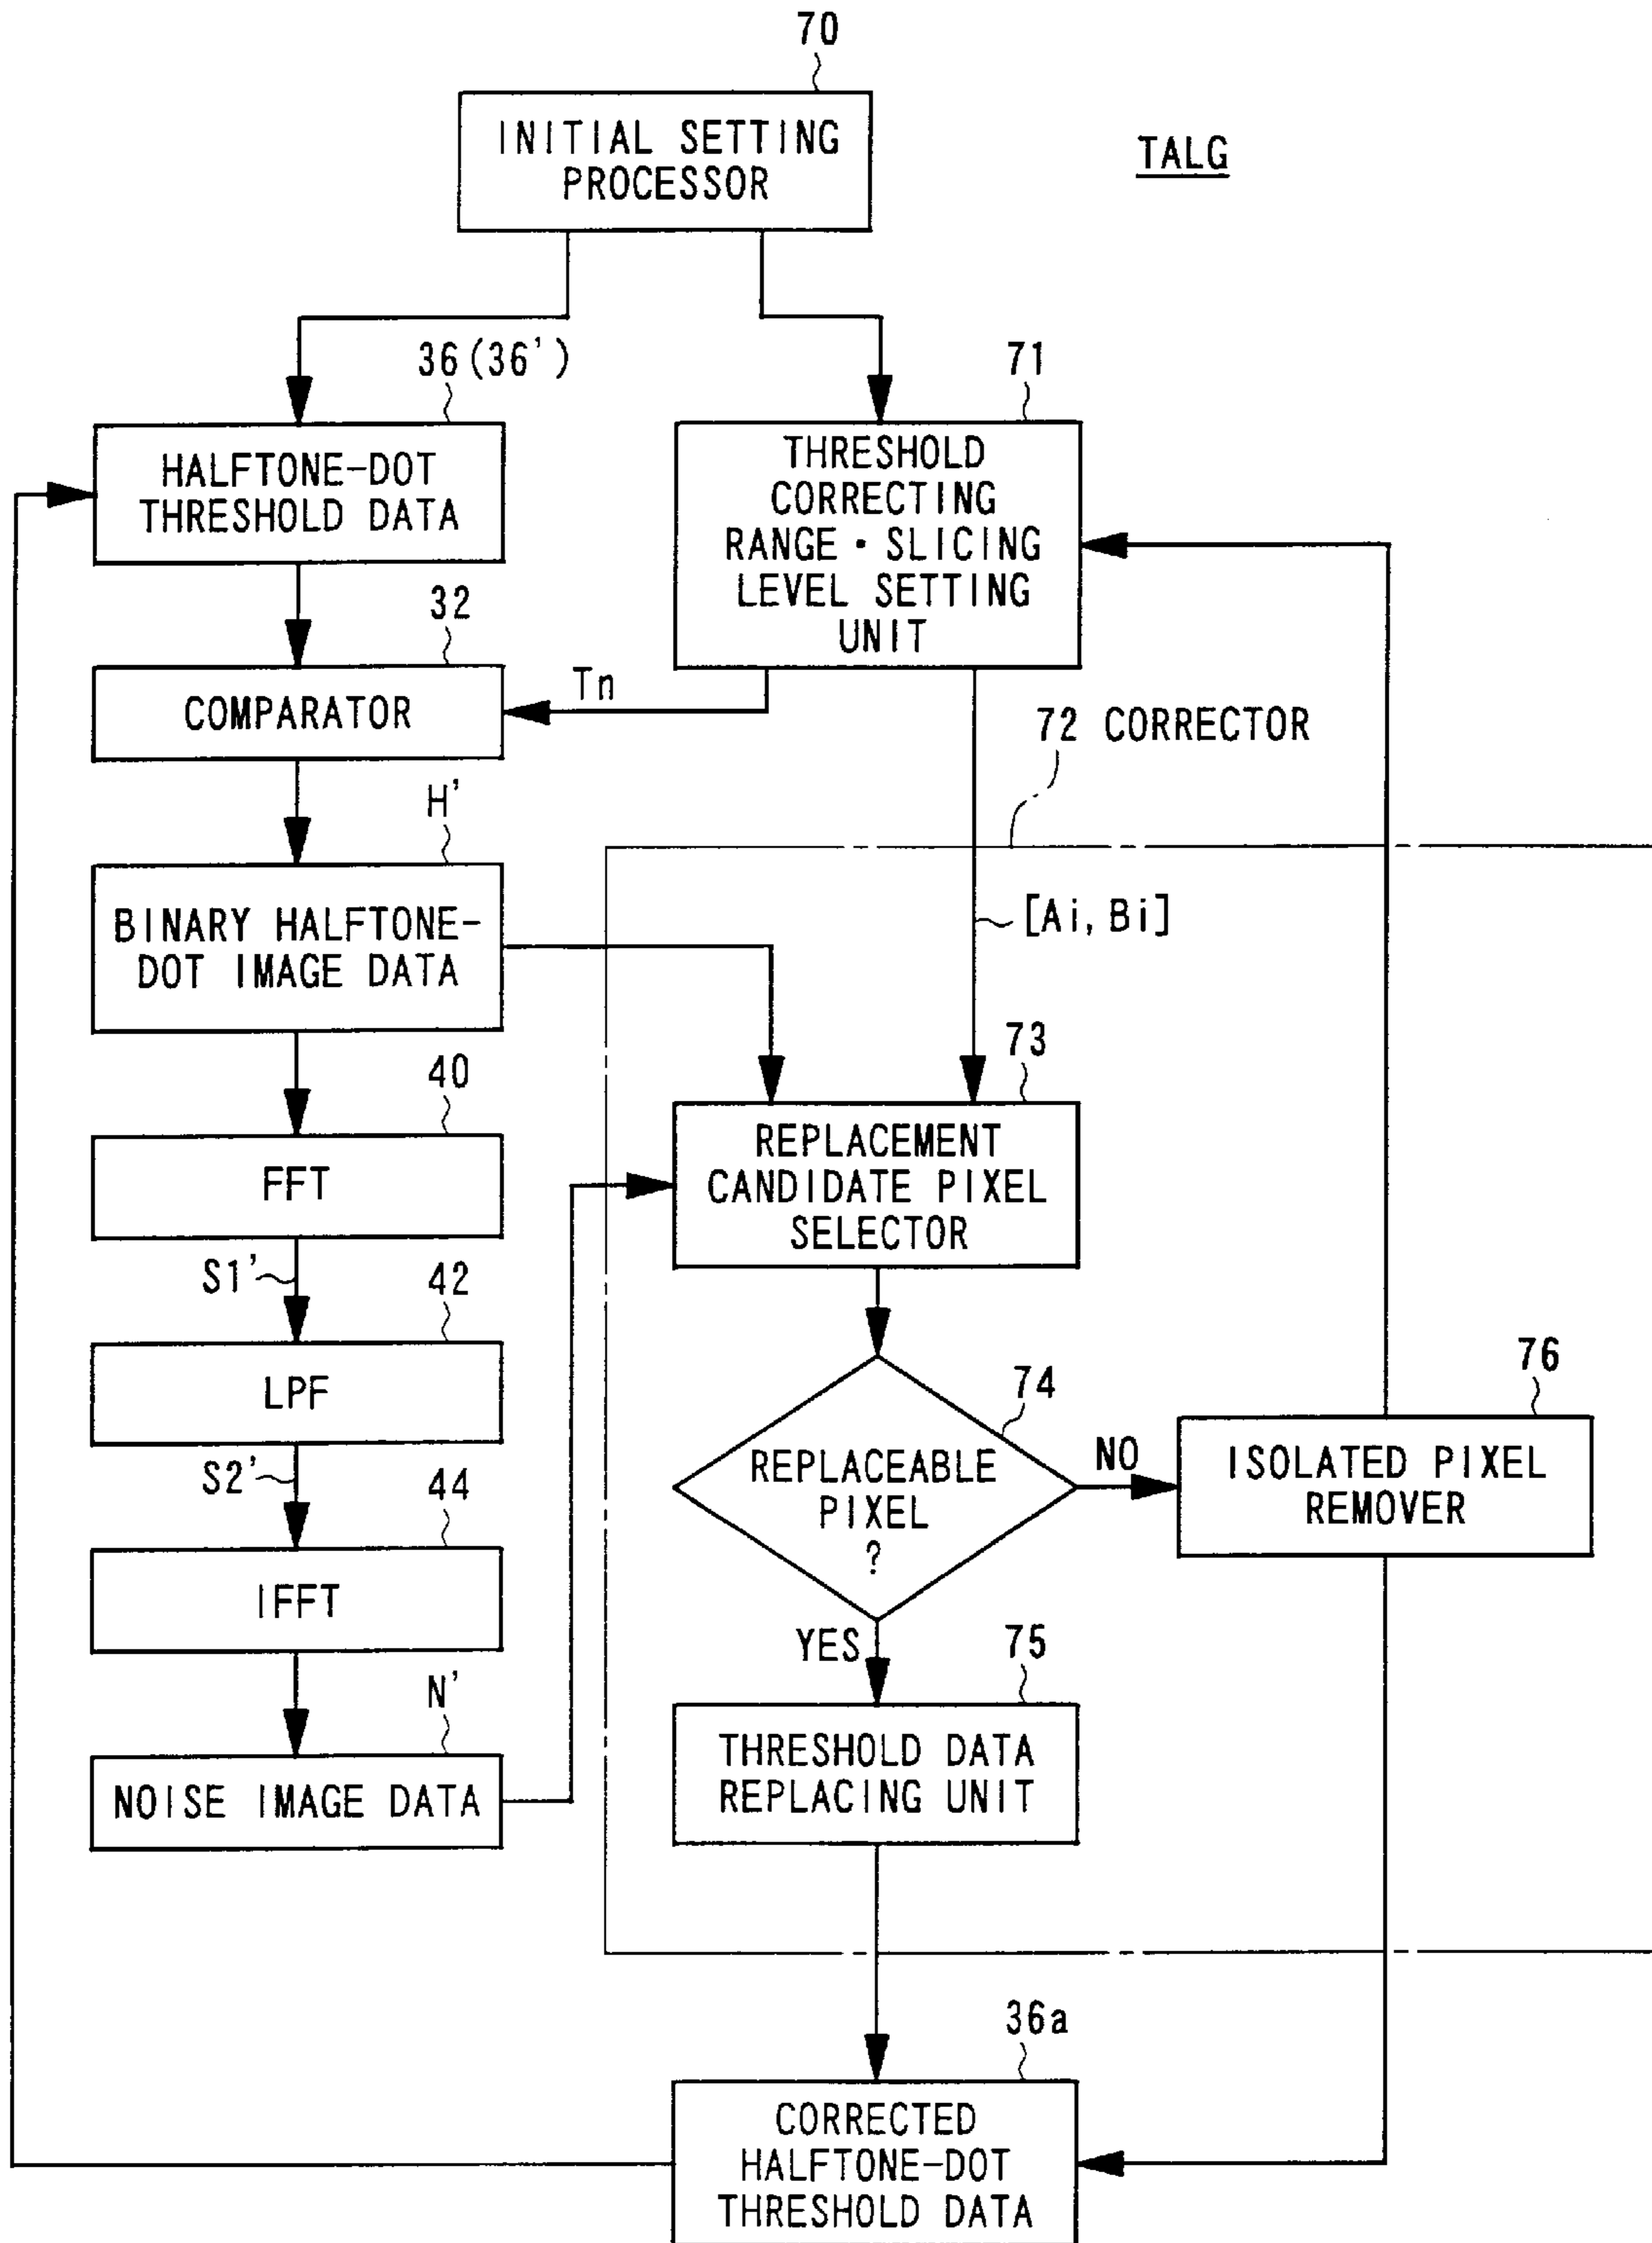 70
INITIAL SETTING
PROCESSOR
TALG
36(36')
HALFTONE-DOT
THRESHOLD DATA
71
THRESHOLD
CORRECTING
RANGE・SLICING
LEVEL SETTING
UNIT
32
COMPARATOR
Tn
72 CORRECTOR
H'
BINARY HALFTONE-
DOT IMAGE DATA
[Ai, Bi]
40
FFT
73
REPLACEMENT
CANDIDATE PIXEL
SELECTOR
S1'
42
LPF
74
REPLACEABLE
PIXEL
?
NO
76
ISOLATED PIXEL
REMOVER
S2'
44
IFFT
YES
75
THRESHOLD DATA
REPLACING UNIT
N'
NOISE IMAGE DATA
36a
CORRECTED
HALFTONE-DOT
THRESHOLD DATA